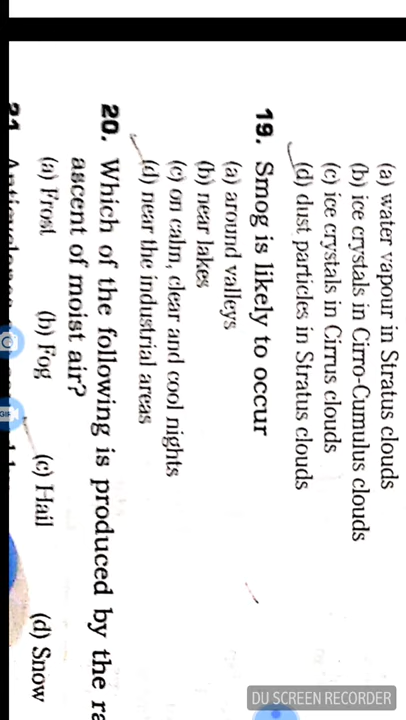 (a) water vapour in Stratus clouds
(b) ice crystals in Cirro-Cumulus clouds
(c) ice crystals in Cirrus clouds
(d) dust particles in Stratus clouds
19. Smog is likely to occur
(a) around valleys
(b) near lakes
(c) on calm, clear and cool nights
(d) near the industrial areas
20. Which of the following is produced by the
ascent of moist air?
(a) Frost (b) Fog (c) Hail (d) Snow
DU SCREEN RECORDER